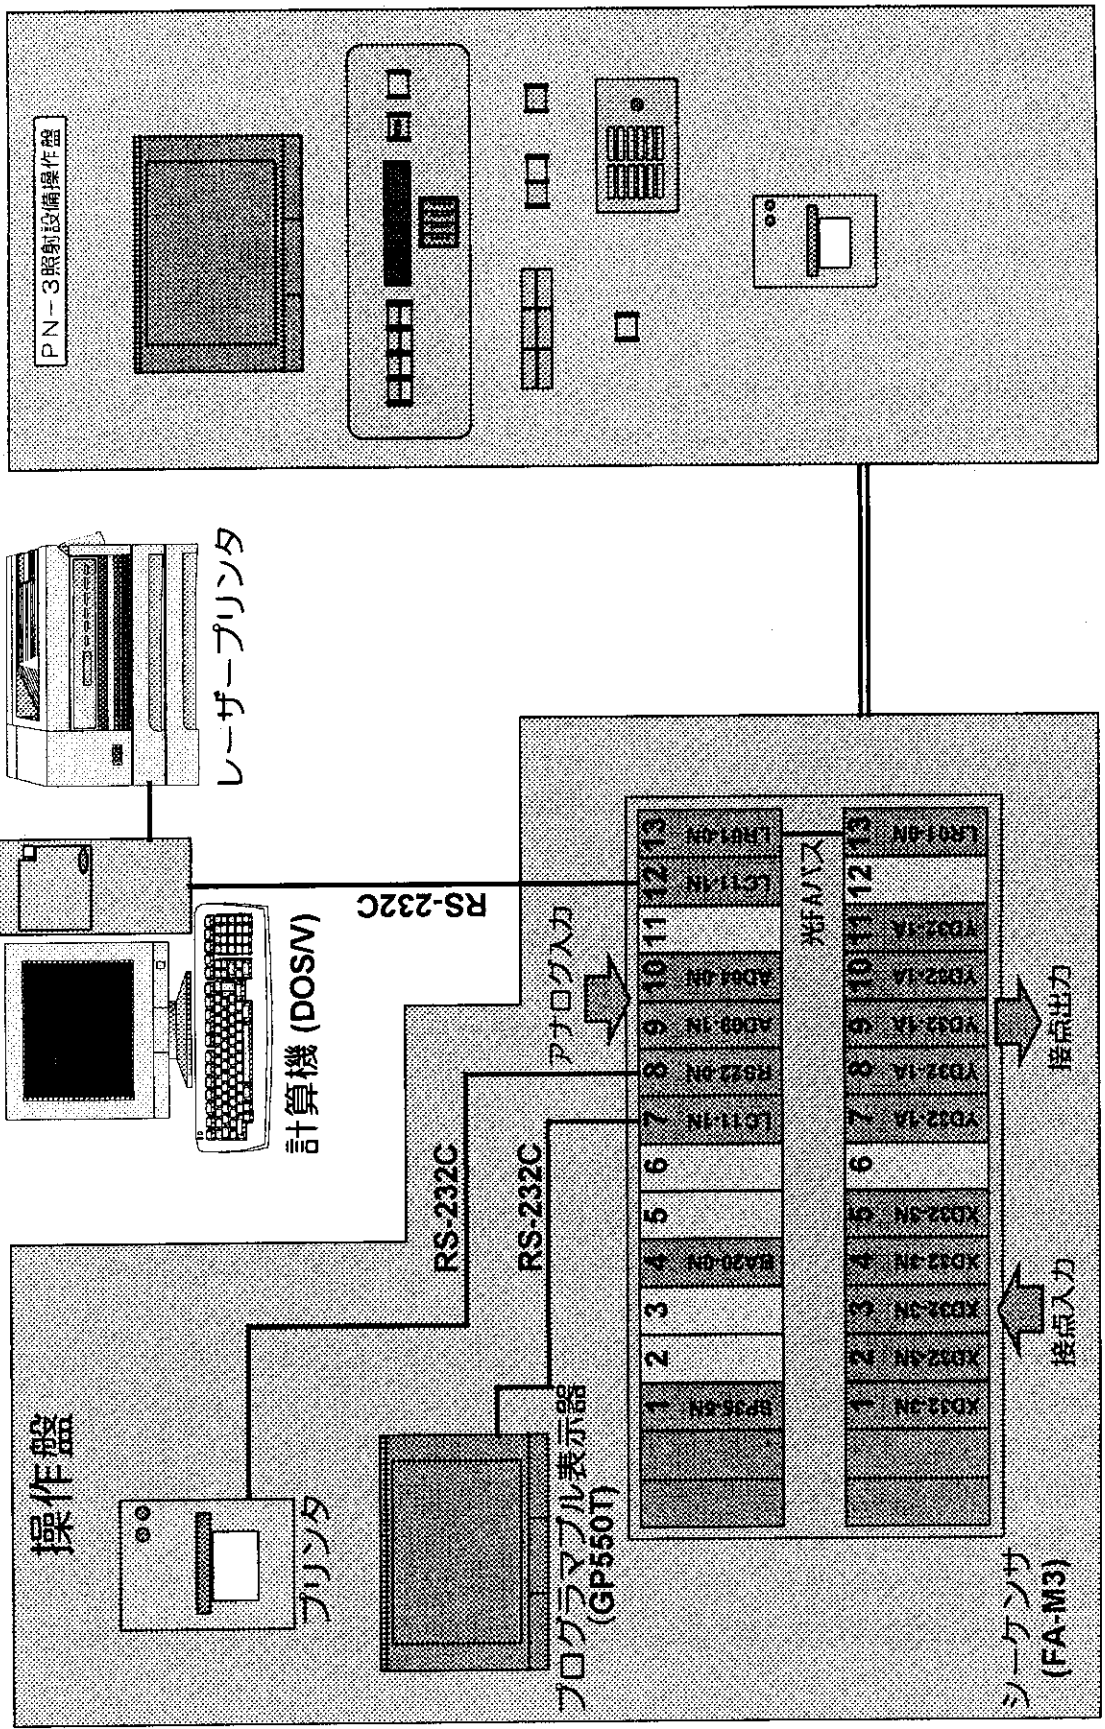 操作盤
プリンタ
プログラマブル表示器
(GP550T)
シーケンサ
(FA-M3)
計算機 (DOS/V)
レーザープリンタ
RS-232C
RS-232C
RS-232C
アナログ入力
1 2 3 4 5 6 7 8 9 10 11 12 13
SP35-5N
BA20-0N
LC11-1N
RS22-0N
AD08-1N
AD04-0N
LC11-1N
LR01-0N
光FAバス
1 2 3 4 5 6 7 8 9 10 11 12 13
XD32-3N
XD32-3N
XD32-3N
XD32-3N
XD32-3N
YD32-1A
YD32-1A
YD32-1A
YD32-1A
YD32-1A
LR01-0N
接点入力
接点出力
PN-3照射設備操作盤